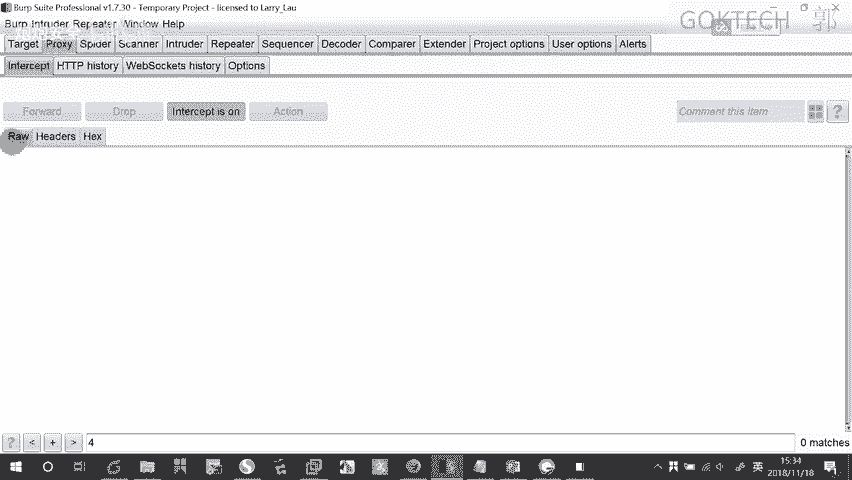 Burp Suite Professional v1.7.30 - Temporary Project - licensed to Larry_Lau
Burp Intruder Repeater Window Help
GOKTECH 郭
Target Proxy Spider Scanner Intruder Repeater Sequencer Decoder Comparer Extender Project options User options Alerts
Intercept HTTP history WebSockets history Options
Forward Drop Intercept is on Action Comment this item ?
Raw Headers Hex
? < + > 4 0 matches
英 15:34
2018/11/18